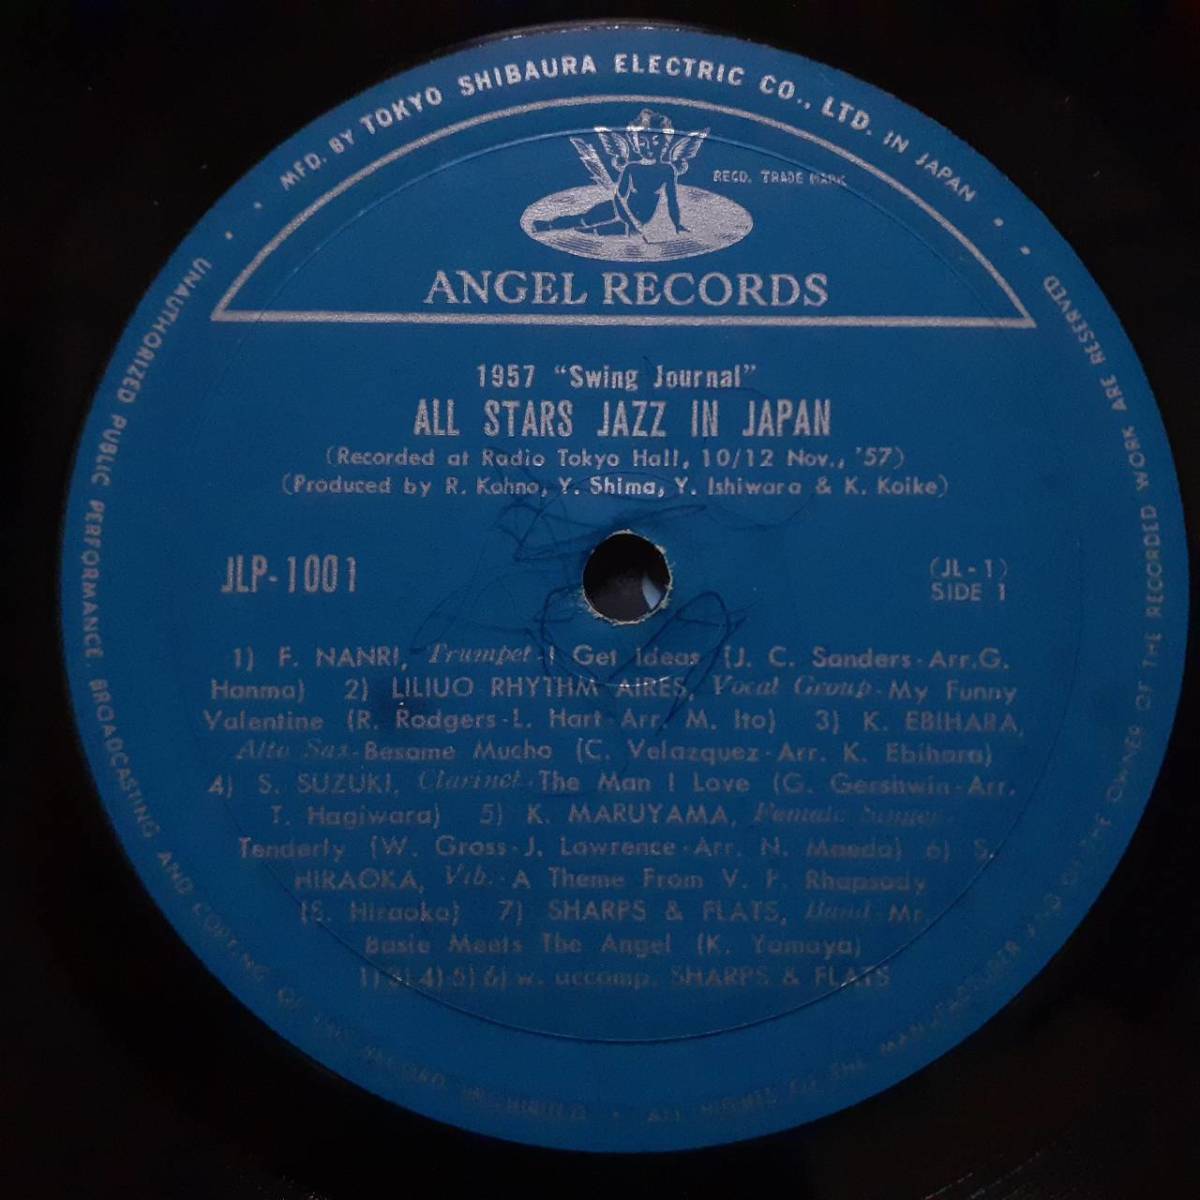 MFD. BY TOKYO SHIBAURA ELECTRIC CO., LTD. IN JAPAN
REGD. TRADE MARK
ANGEL RECORDS
1957 "Swing Journal"
ALL STARS JAZZ IN JAPAN
(Recorded at Radio Tokyo Hall, 10/12 Nov., '57)
(Produced by R. Kohno, Y. Shima, Y. Ishiwara & K. Koike)
JLP-1001
(JL-1)
SIDE 1
1) F. NANRI, Trumpet-I Get Ideas (J. C. Sanders-Arr.G.
Hanma) 2) LILIUO RHYTHM AIRES, Vocal Group-My Funny
Valentine (R. Rodgers-L. Hart-Arr. M. Ito) 3) K. EBIHARA,
Alto Sax-Besame Mucho (C. Velazquez-Arr. K. Ebihara)
4) S. SUZUKI, Clarinet-The Man I Love (G. Gershwin-Arr.
T. Hagiwara) 5) K. MARUYAMA, Female Singer-
Tenderly (W. Gross-J. Lawrence-Arr. N. Maeda) 6) S.
HIRAOKA, Vib.-A Theme From V. P. Rhapsody
(S. Hiraoka) 7) SHARPS & FLATS, Band-Mr.
Basie Meets The Angel (K. Yamaya)
1) 3) 4) 5) 6) w. accomp. SHARPS & FLATS
UNAUTHORIZED PUBLIC PERFORMANCE. BROADCASTING AND COPYING OF THIS RECORD PROHIBITED • ALL RIGHTS TO THE MANUFACTURER AND OF THE OWNER OF THE RECORDED WORK ARE RESERVED